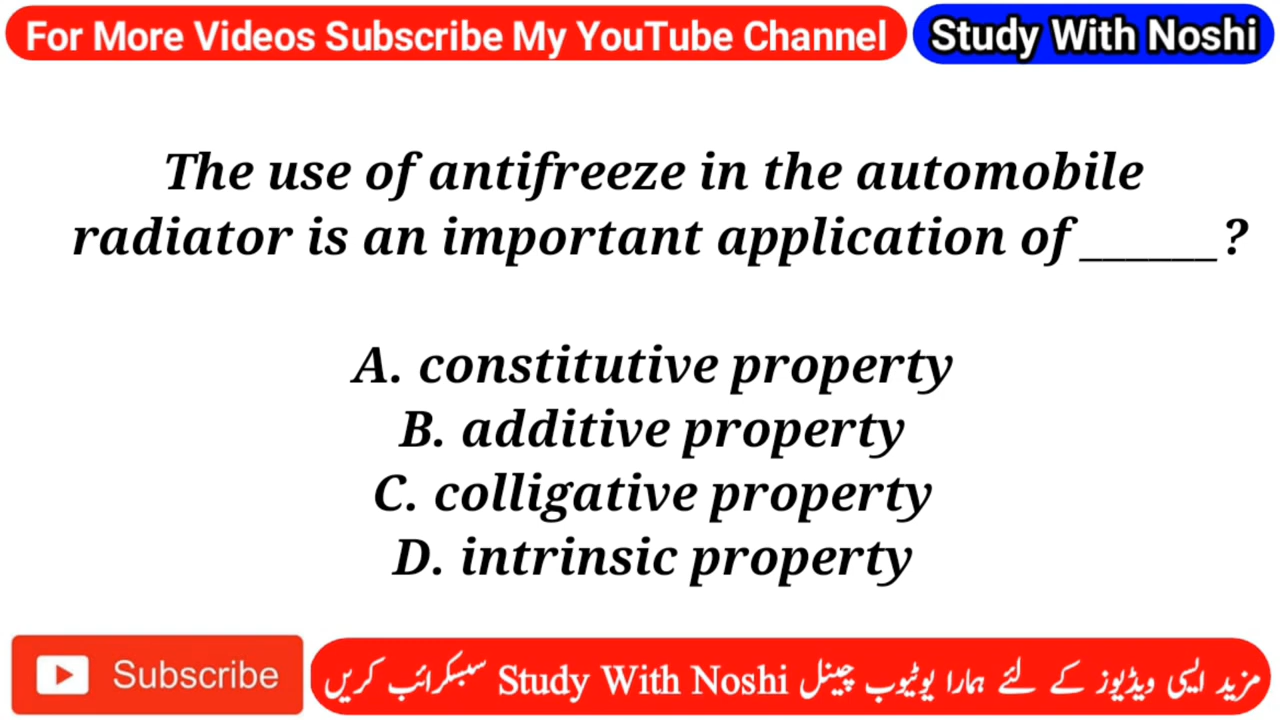 For More Videos Subscribe My YouTube Channel
Study With Noshi
The use of antifreeze in the automobile
radiator is an important application of ______?
A. constitutive property
B. additive property
C. colligative property
D. intrinsic property
Subscribe
مزید ایسی ویڈیوز کے لئے ہمارا یوٹیوب چینل Study With Noshi سبسکرائب کریں